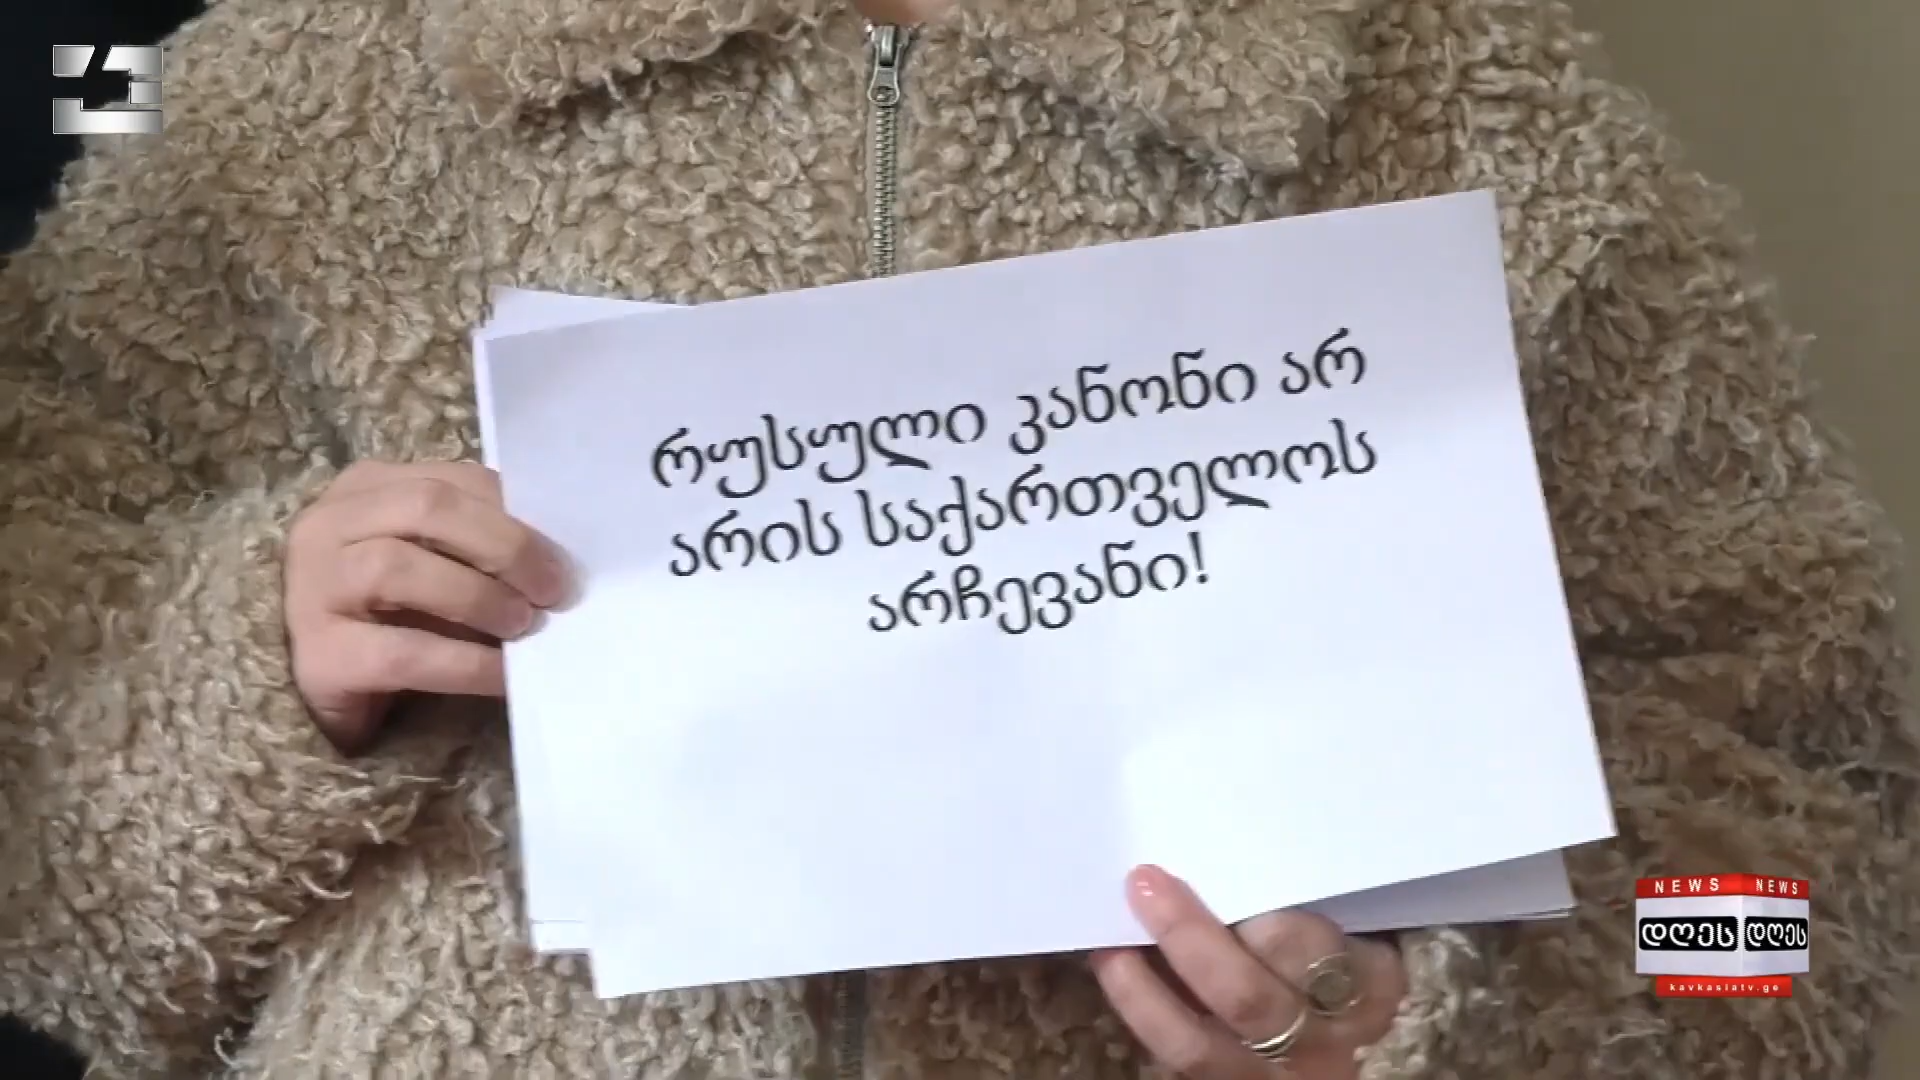 რუსული კანონი არ
არის საქართველოს
არჩევანი!
NEWS NEWS
დღეს დღეს
kavkasiatv.ge